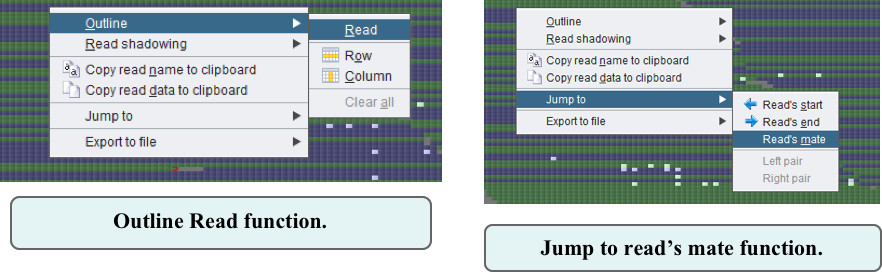 Outline
Read shadowing
Copy read name to clipboard
Copy read data to clipboard
Jump to
Export to file
Read
Row
Column
Clear all
Outline Read function.
Outline
Read shadowing
Copy read name to clipboard
Copy read data to clipboard
Jump to
Export to file
Read's start
Read's end
Read's mate
Left pair
Right pair
Jump to read’s mate function.